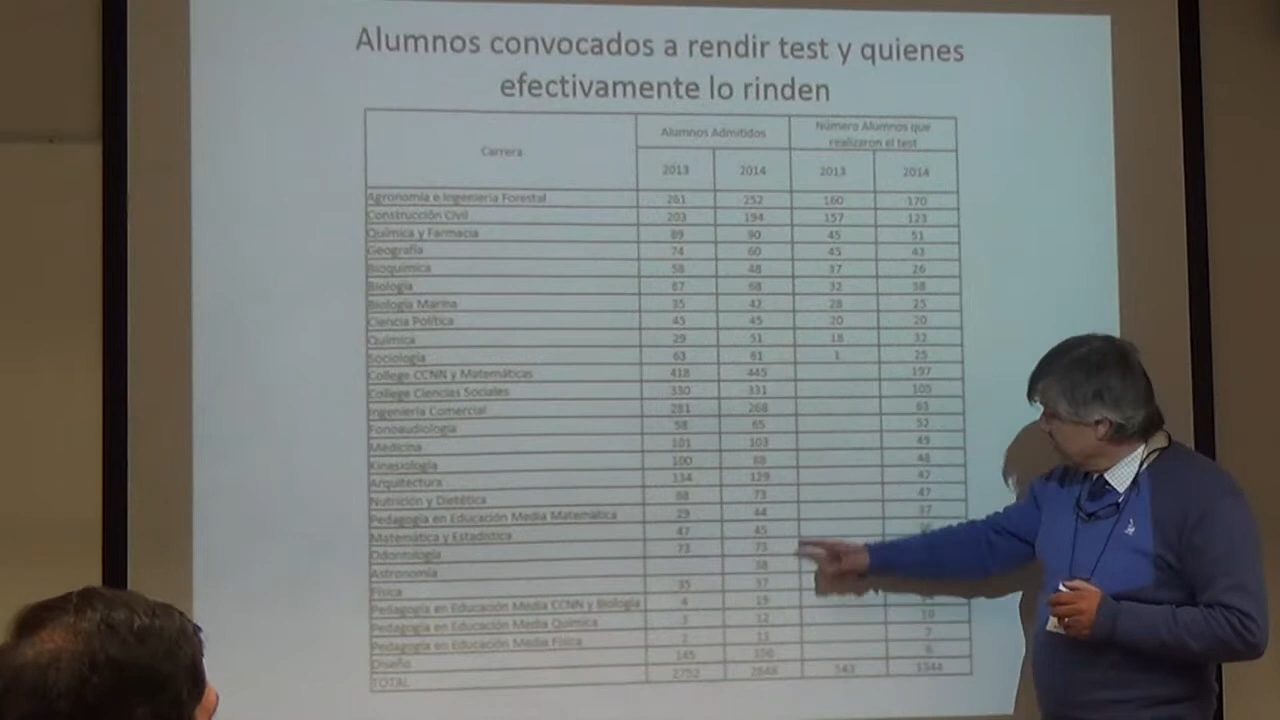 Alumnos convocados a rendir test y quienes
efectivamente lo rinden
Carrera Alumnos Admitidos Número Alumnos que
realizaron el test
2013 2014 2013 2014
Agronomía e Ingeniería Forestal 261 252 160 170
Construcción Civil 203 194 157 123
Química y Farmacia 89 90 45 51
Geografía 74 60 45 43
Bioquímica 58 48 37 26
Biología 67 68 32 38
Biología Marina 35 42 28 25
Ciencia Política 45 45 20 20
Química 29 51 18 32
Sociología 63 61 1 25
College CCNN y Matemáticas 418 445 197
College Ciencias Sociales 330 331 105
Ingeniería Comercial 281 268 63
Fonoaudiología 58 65 52
Medicina 101 103 49
Kinesiología 100 88 48
Arquitectura 134 129 47
Nutrición y Dietética 68 73 47
Pedagogía en Educación Media Matemática 29 44 37
Matemática y Estadística 47 45
Odontología 73 73
Astronomía 38
Física 35 37
Pedagogía en Educación Media CCNN y Biología 4 19
Pedagogía en Educación Media Química 3 12 10
Pedagogía en Educación Media Física 2 11 7
Diseño 145 6
TOTAL 2752 2848 543 1344